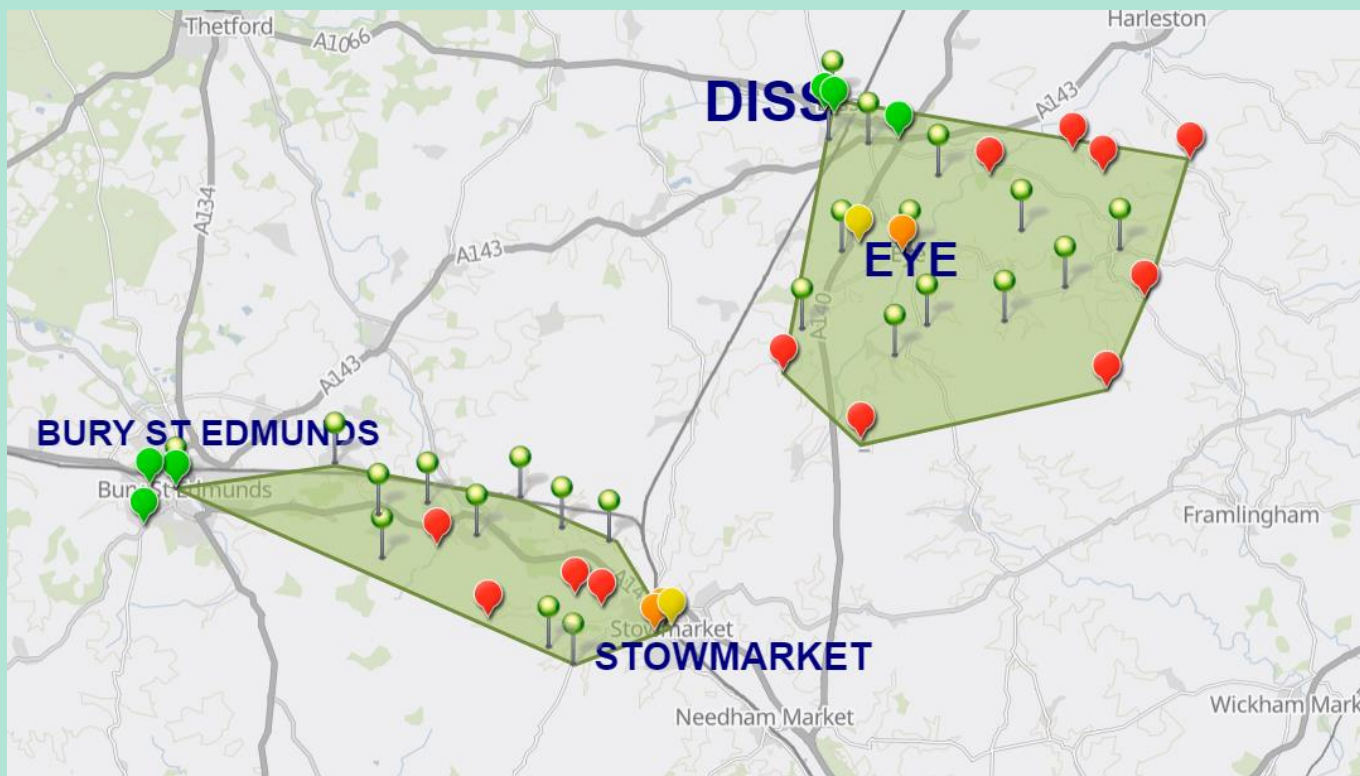 Thetford
Harleston
A1066
DISS
A143
A134
A143
EYE
A140
A143
BURY ST EDMUNDS
Bury St Edmunds
Framlingham
A14
Stowmarket
STOWMARKET
Needham Market
Wickham Mark